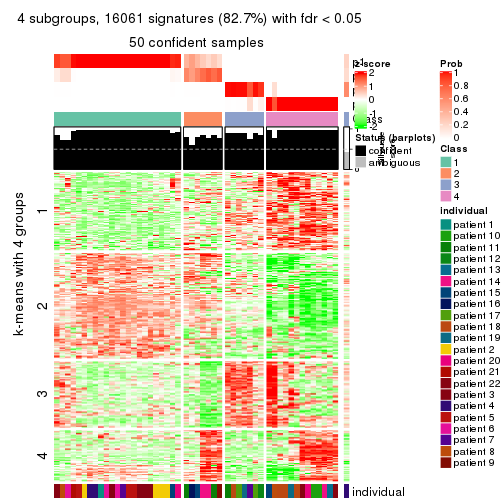 4 subgroups, 16061 signatures (82.7%) with fdr < 0.05
50 confident samples
z-score
2
1
0
-1
-2
Status (barplots)
confident
ambiguous
k-means with 4 groups
1
2
3
4
individual
Prob
1
0.8
0.6
0.4
0.2
0
Class
1
2
3
4
Individual
patient 1
patient 10
patient 11
patient 12
patient 13
patient 14
patient 15
patient 16
patient 17
patient 18
patient 19
patient 2
patient 20
patient 21
patient 22
patient 3
patient 4
patient 5
patient 6
patient 7
patient 8
patient 9